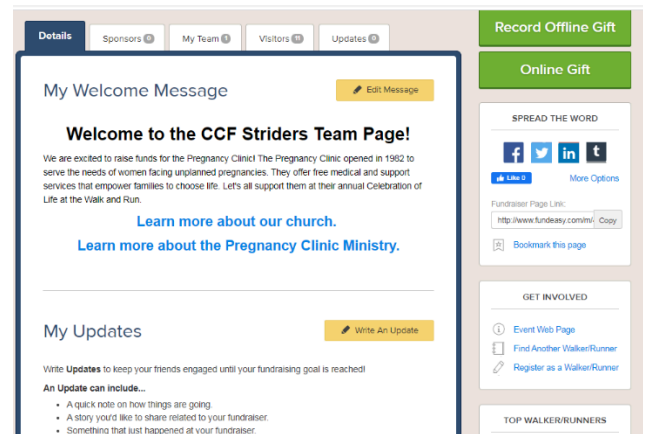 Details
Sponsors 0
My Team 1
Visitors 11
Updates 0
My Welcome Message
Edit Message
Welcome to the CCF Striders Team Page!
We are excited to raise funds for the Pregnancy Clinic! The Pregnancy Clinic opened in 1982 to
serve the needs of women facing unplanned pregnancies. They offer free medical and support
services that empower families to choose life. Let's all support them at their annual Celebration of
Life at the Walk and Run.
Learn more about our church.
Learn more about the Pregnancy Clinic Ministry.
My Updates
Write An Update
Write Updates to keep your friends engaged until your fundraising goal is reached!
An Update can include...
• A quick note on how things are going.
• A story you'd like to share related to your fundraiser.
• Something that just happened at your fundraiser.
Record Offline Gift
Online Gift
SPREAD THE WORD
f
in
t
Like 0
More Options
Fundraiser Page Link:
http://www.fundeasy.com/m/
Copy
Bookmark this page
GET INVOLVED
Event Web Page
Find Another Walker/Runner
Register as a Walker/Runner
TOP WALKER/RUNNERS